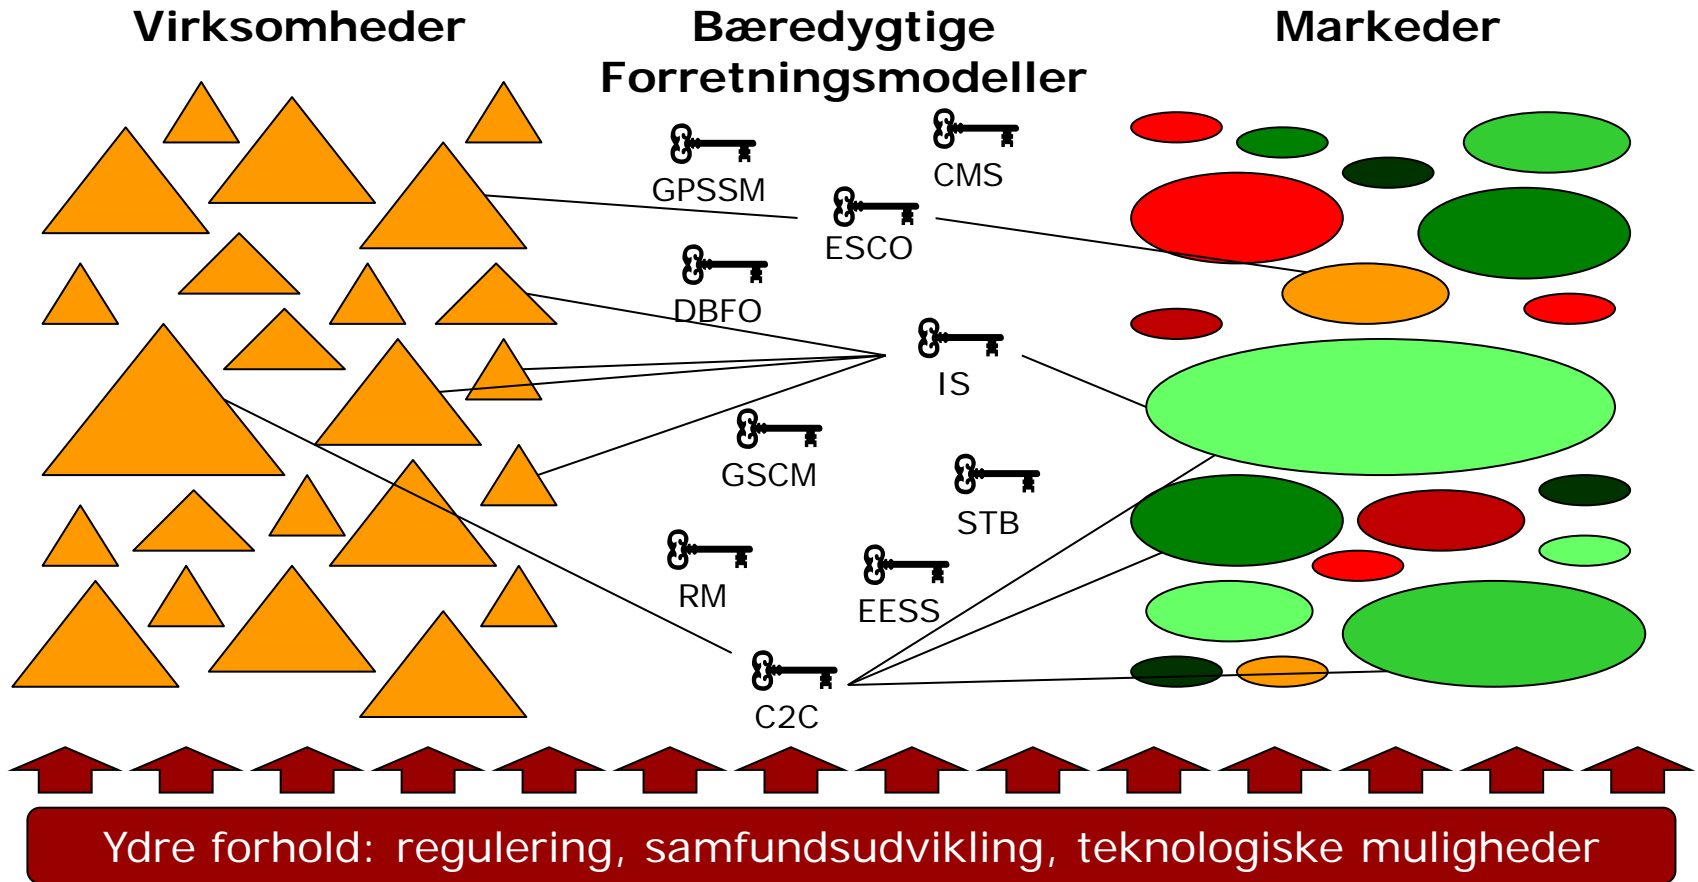 Virksomheder
Bæredygtige
Forretningsmodeller
Markeder
GPSSM
CMS
ESCO
DBFO
IS
GSCM
STB
RM
EESS
C2C
Ydre forhold: regulering, samfundsudvikling, teknologiske muligheder